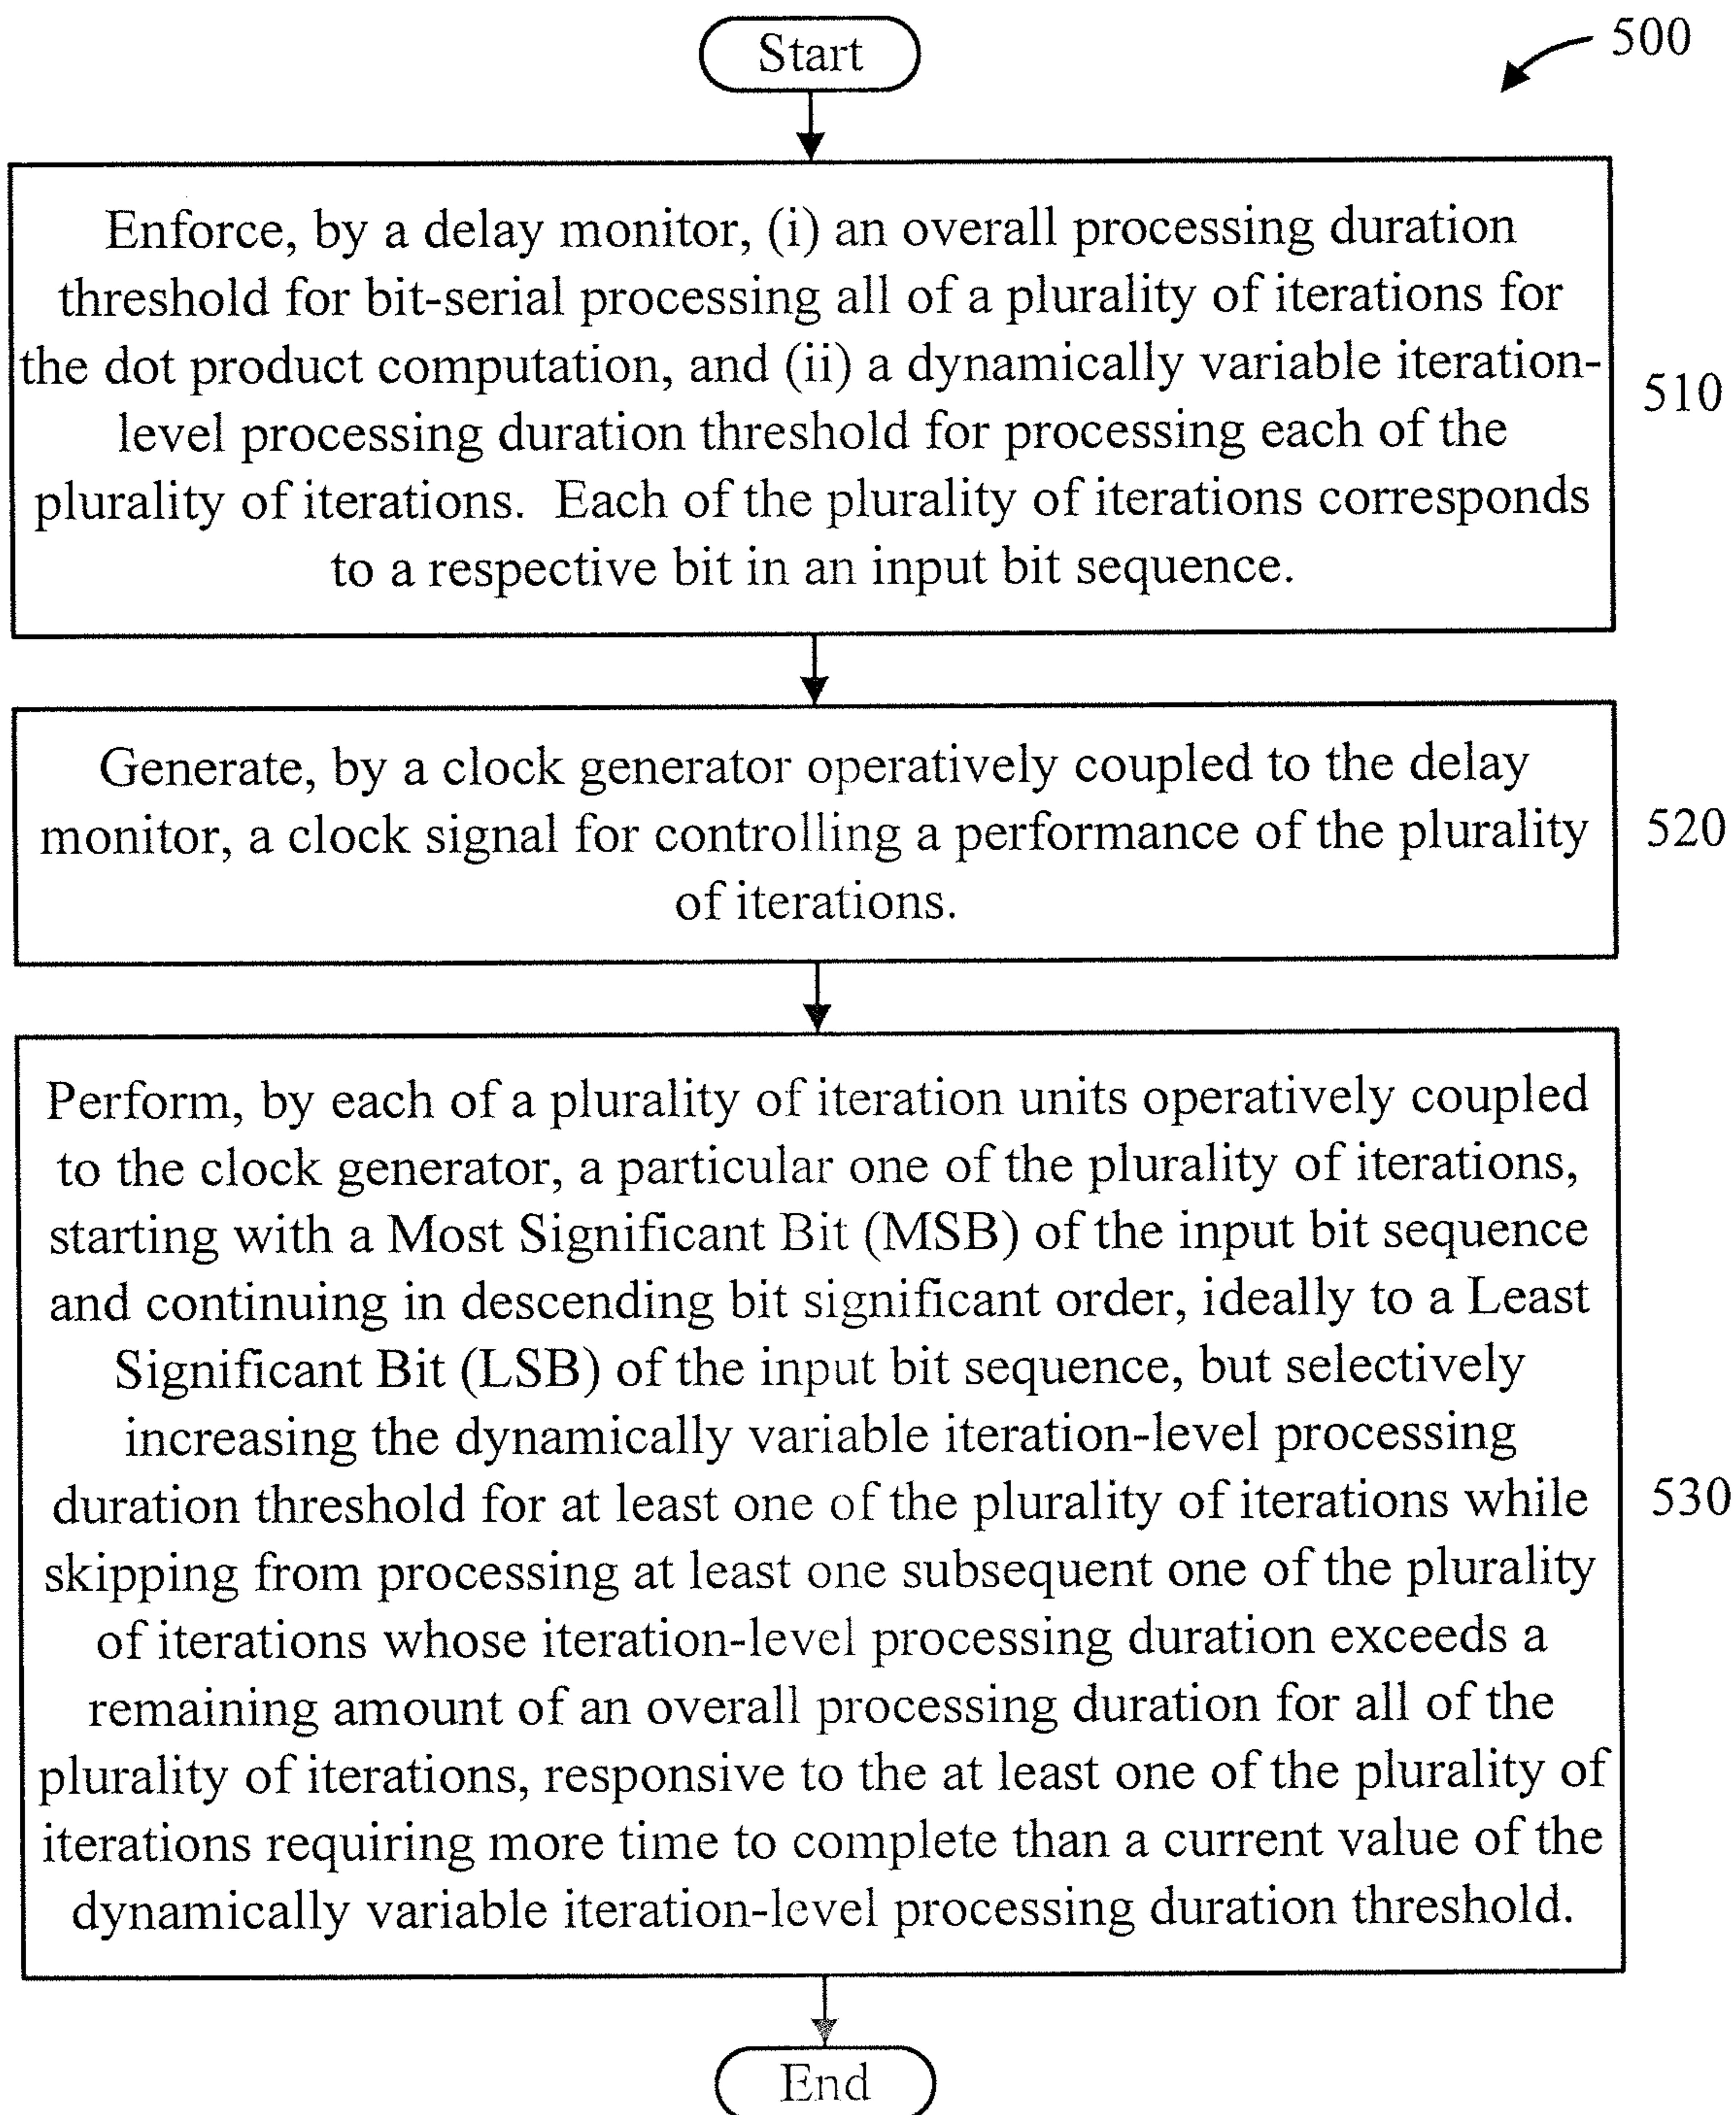 Start
500
Enforce, by a delay monitor, (i) an overall processing duration
threshold for bit-serial processing all of a plurality of iterations for
the dot product computation, and (ii) a dynamically variable iteration-
level processing duration threshold for processing each of the
plurality of iterations.  Each of the plurality of iterations corresponds
to a respective bit in an input bit sequence.
510
Generate, by a clock generator operatively coupled to the delay
monitor, a clock signal for controlling a performance of the plurality
of iterations.
520
Perform, by each of a plurality of iteration units operatively coupled
to the clock generator, a particular one of the plurality of iterations,
starting with a Most Significant Bit (MSB) of the input bit sequence
and continuing in descending bit significant order, ideally to a Least
Significant Bit (LSB) of the input bit sequence, but selectively
increasing the dynamically variable iteration-level processing
duration threshold for at least one of the plurality of iterations while
skipping from processing at least one subsequent one of the plurality
of iterations whose iteration-level processing duration exceeds a
remaining amount of an overall processing duration for all of the
plurality of iterations, responsive to the at least one of the plurality of
iterations requiring more time to complete than a current value of the
dynamically variable iteration-level processing duration threshold.
530
End